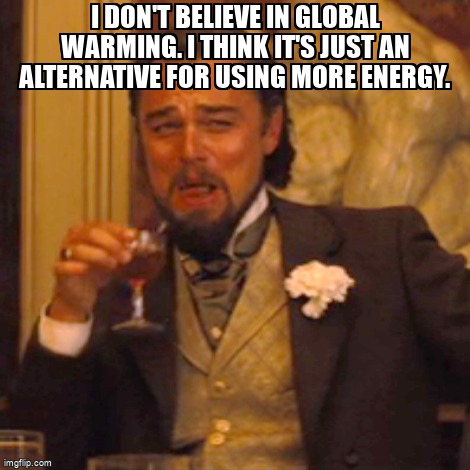 I DON'T BELIEVE IN GLOBAL
WARMING. I THINK IT'S JUST AN
ALTERNATIVE FOR USING MORE ENERGY.
imgflip.com